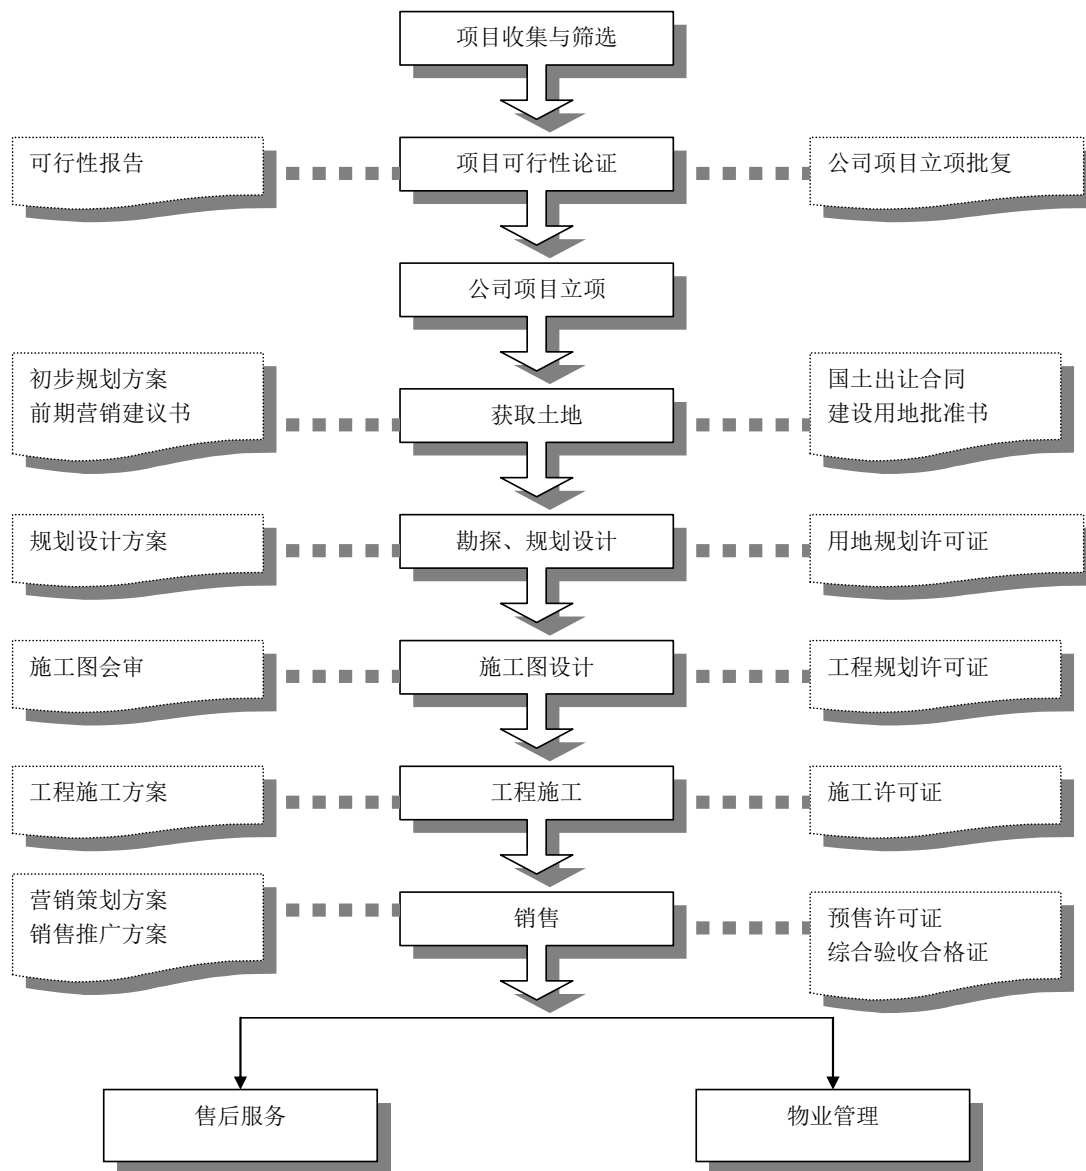 项目收集与筛选
可行性报告
项目可行性论证
公司项目立项批复
公司项目立项
初步规划方案
前期营销建议书
获取土地
国土出让合同
建设用地批准书
规划设计方案
勘探、规划设计
用地规划许可证
施工图会审
施工图设计
工程规划许可证
工程施工方案
工程施工
施工许可证
营销策划方案
销售推广方案
销售
预售许可证
综合验收合格证
售后服务
物业管理